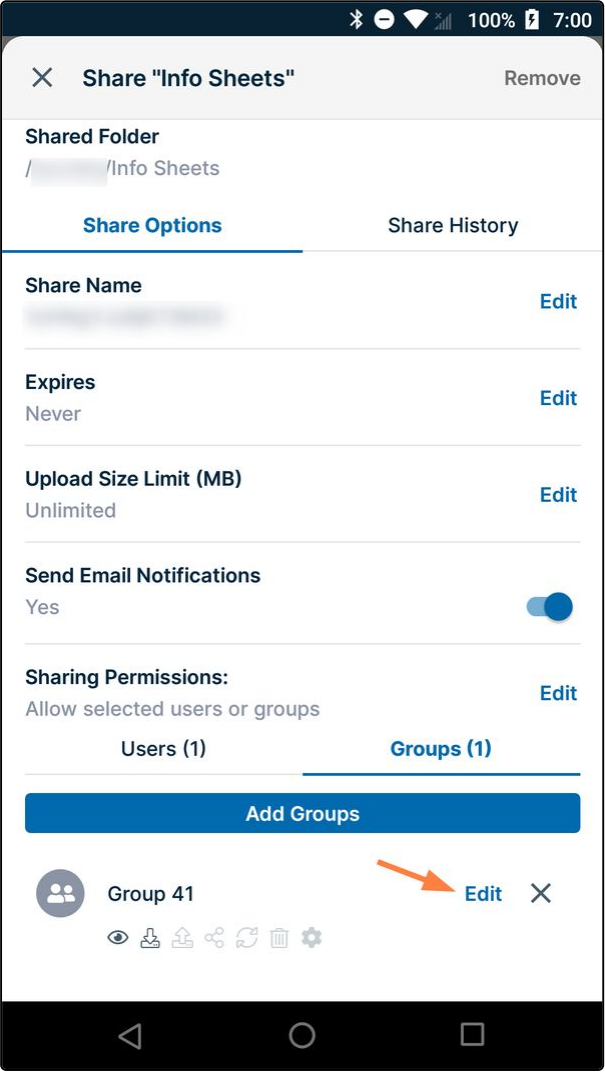 100% 7:00
Share "Info Sheets"
Remove
Shared Folder
/ /Info Sheets
Share Options
Share History
Share Name
Edit
Expires
Never
Edit
Upload Size Limit (MB)
Unlimited
Edit
Send Email Notifications
Yes
Sharing Permissions:
Allow selected users or groups
Edit
Users (1)
Groups (1)
Add Groups
Group 41
Edit